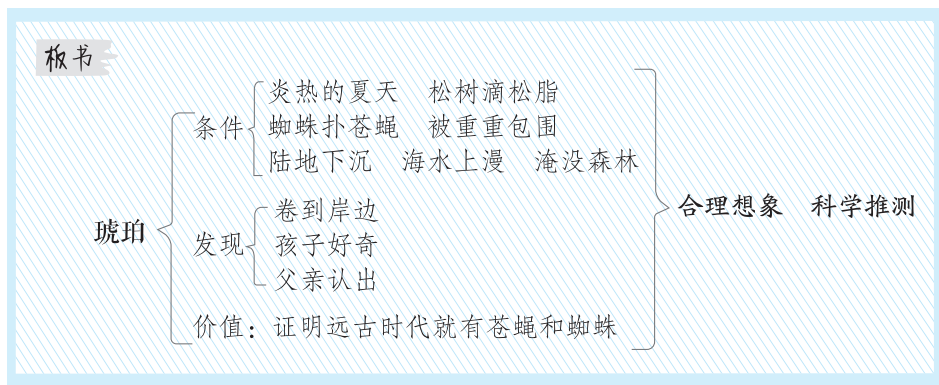 板书
炎热的夏天 松树滴松脂
条件
蜘蛛扑苍蝇 被重重包围
陆地下沉 海水上漫 淹没森林
琥珀
卷到岸边
发现
孩子好奇
父亲认出
价值：证明远古时代就有苍蝇和蜘蛛
合理想象 科学推测